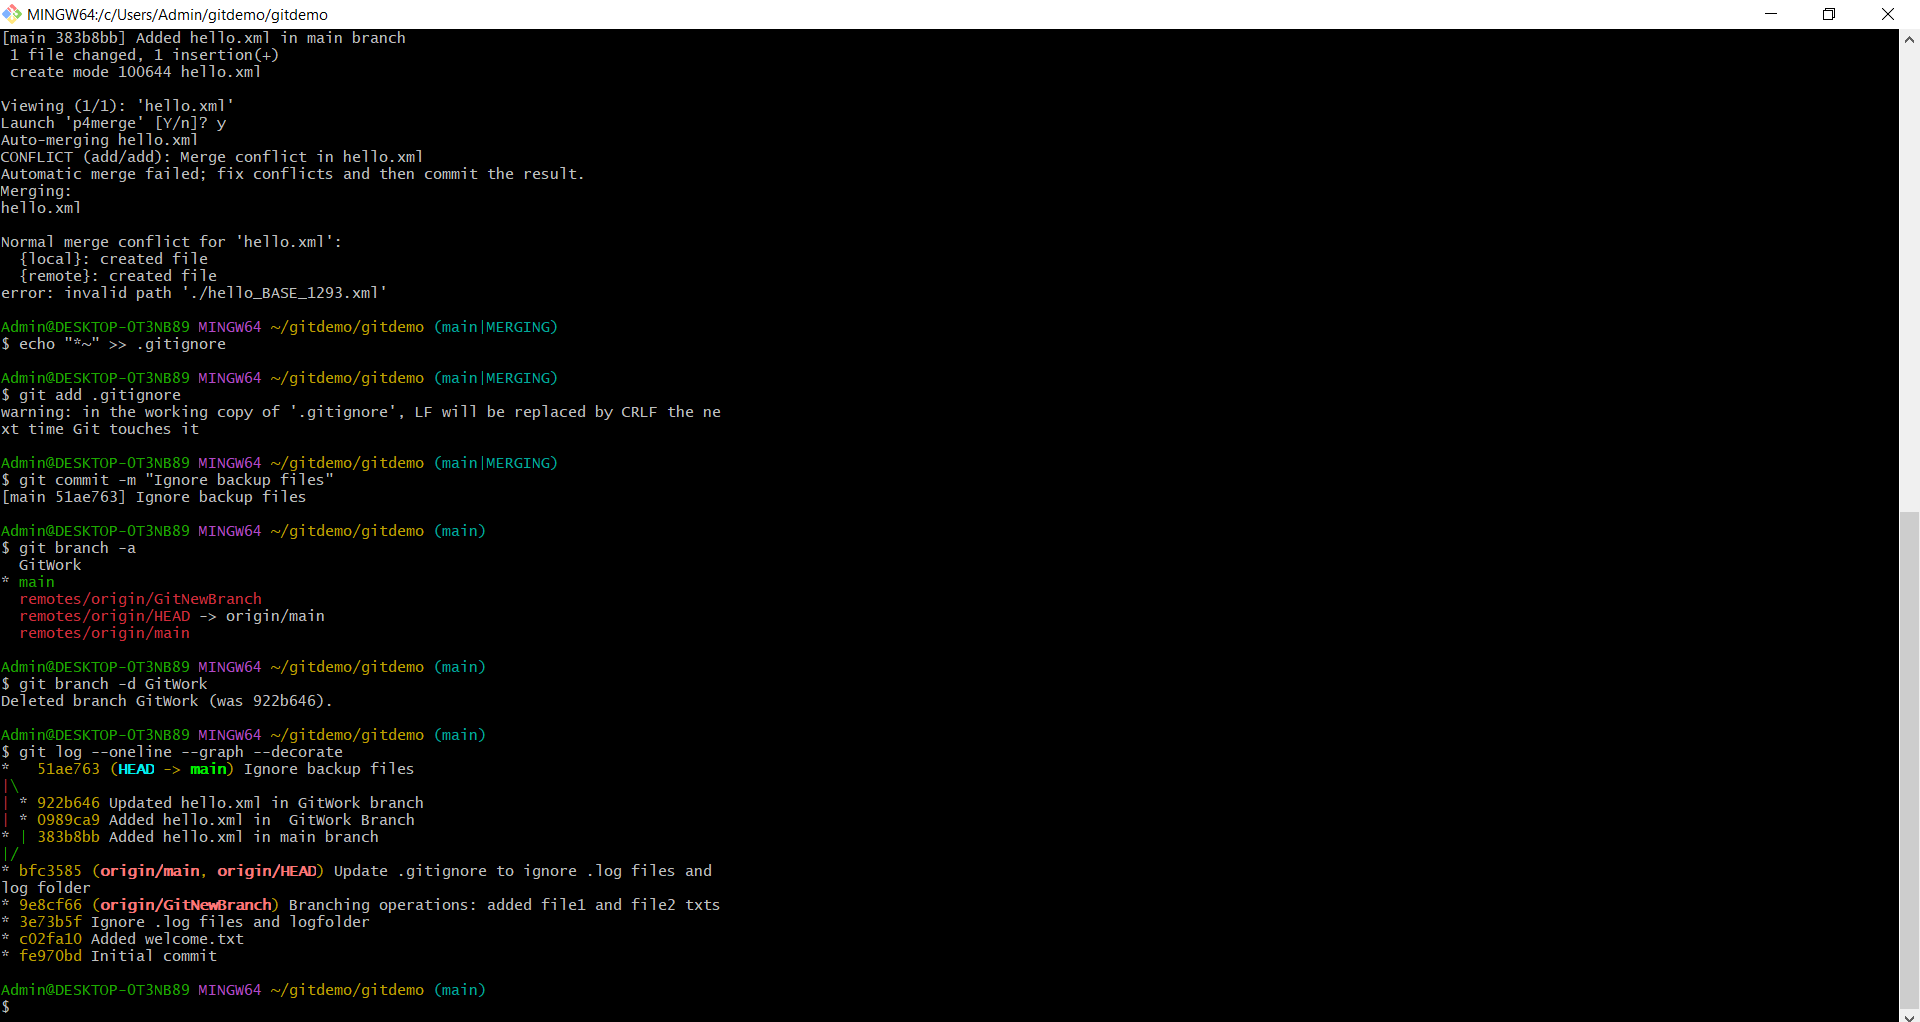 MINGW64:/c/Users/Admin/gitdemo/gitdemo
[main 383b8bb] Added hello.xml in main branch
 1 file changed, 1 insertion(+)
 create mode 100644 hello.xml

Viewing (1/1): 'hello.xml'
Launch 'p4merge' [Y/n]? y
Auto-merging hello.xml
CONFLICT (add/add): Merge conflict in hello.xml
Automatic merge failed; fix conflicts and then commit the result.
Merging:
hello.xml

Normal merge conflict for 'hello.xml':
  {local}: created file
  {remote}: created file
error: invalid path './hello_BASE_1293.xml'

Admin@DESKTOP-OT3NB89 MINGW64 ~/gitdemo/gitdemo (main|MERGING)
$ echo "*~" >> .gitignore

Admin@DESKTOP-OT3NB89 MINGW64 ~/gitdemo/gitdemo (main|MERGING)
$ git add .gitignore
warning: in the working copy of '.gitignore', LF will be replaced by CRLF the ne
xt time Git touches it

Admin@DESKTOP-OT3NB89 MINGW64 ~/gitdemo/gitdemo (main|MERGING)
$ git commit -m "Ignore backup files"
[main 51ae763] Ignore backup files

Admin@DESKTOP-OT3NB89 MINGW64 ~/gitdemo/gitdemo (main)
$ git branch -a
  GitWork
* main
  remotes/origin/GitNewBranch
  remotes/origin/HEAD -> origin/main
  remotes/origin/main

Admin@DESKTOP-OT3NB89 MINGW64 ~/gitdemo/gitdemo (main)
$ git branch -d GitWork
Deleted branch GitWork (was 922b646).

Admin@DESKTOP-OT3NB89 MINGW64 ~/gitdemo/gitdemo (main)
$ git log --oneline --graph --decorate
*   51ae763 (HEAD -> main) Ignore backup files
|\
| * 922b646 Updated hello.xml in GitWork branch
| * 0989ca9 Added hello.xml in  GitWork Branch
* | 383b8bb Added hello.xml in main branch
|/
* bfc3585 (origin/main, origin/HEAD) Update .gitignore to ignore .log files and
log folder
* 9e8cf66 (origin/GitNewBranch) Branching operations: added file1 and file2 txts
* 3e73b5f Ignore .log files and logfolder
* c02fa10 Added welcome.txt
* fe970bd Initial commit

Admin@DESKTOP-OT3NB89 MINGW64 ~/gitdemo/gitdemo (main)
$